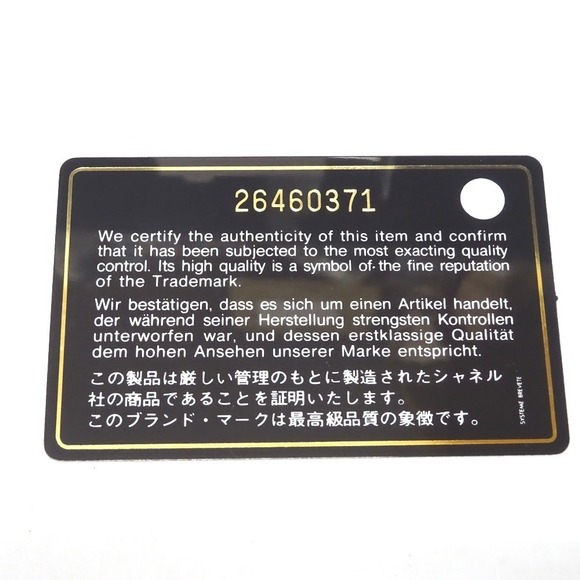 26460371
We certify the authenticity of this item and confirm
that it has been subjected to the most exacting quality
control. Its high quality is a symbol of the fine reputation
of the Trademark.
Wir bestätigen, dass es sich um einen Artikel handelt,
der während seiner Herstellung strengsten Kontrollen
unterworfen war, und dessen erstklassige Qualität
dem hohen Ansehen unserer Marke entspricht.
この製品は厳しい管理のもとに製造されたシャネル
社の商品であることを証明いたします。
このブランド・マークは最高級品質の象徴です。
SYSTEME BREVETE